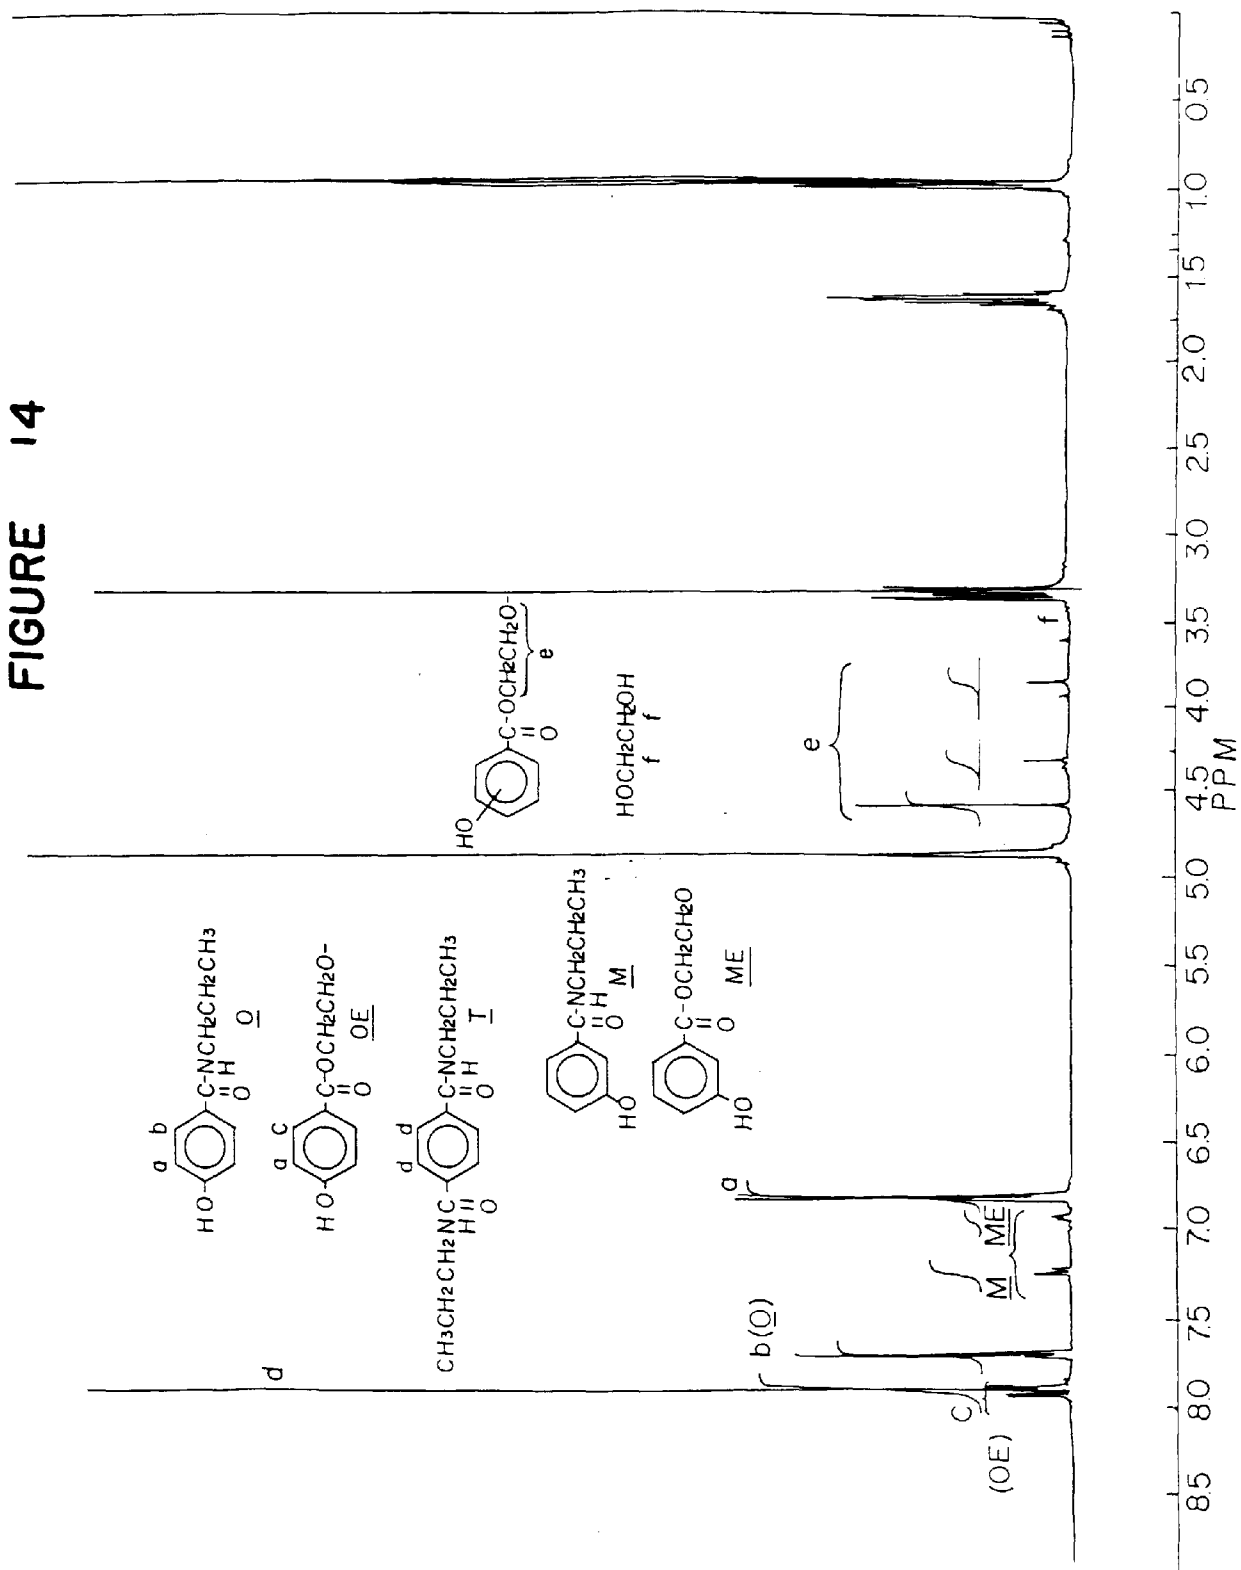 FIGURE 14
a b
HO-
C-NCH2CH2CH3
H
O
O
a c
HO-
C-OCH2CH2O-
O
OE
d
d d
CH3CH2CH2NC
H
O
C-NCH2CH2CH3
O H
T
C-NCH2CH2CH3
H
O
M
HO
C-OCH2CH2O
O
ME
HO
HO
C-OCH2CH2O-
O
e
HOCH2CH2OH
f f
e
f
a
b(O)
C
(OE)
M
ME
8.5 8.0 7.5 7.0 6.5 6.0 5.5 5.0 4.5 4.0 3.5 3.0 2.5 2.0 1.5 1.0 0.5
PPM